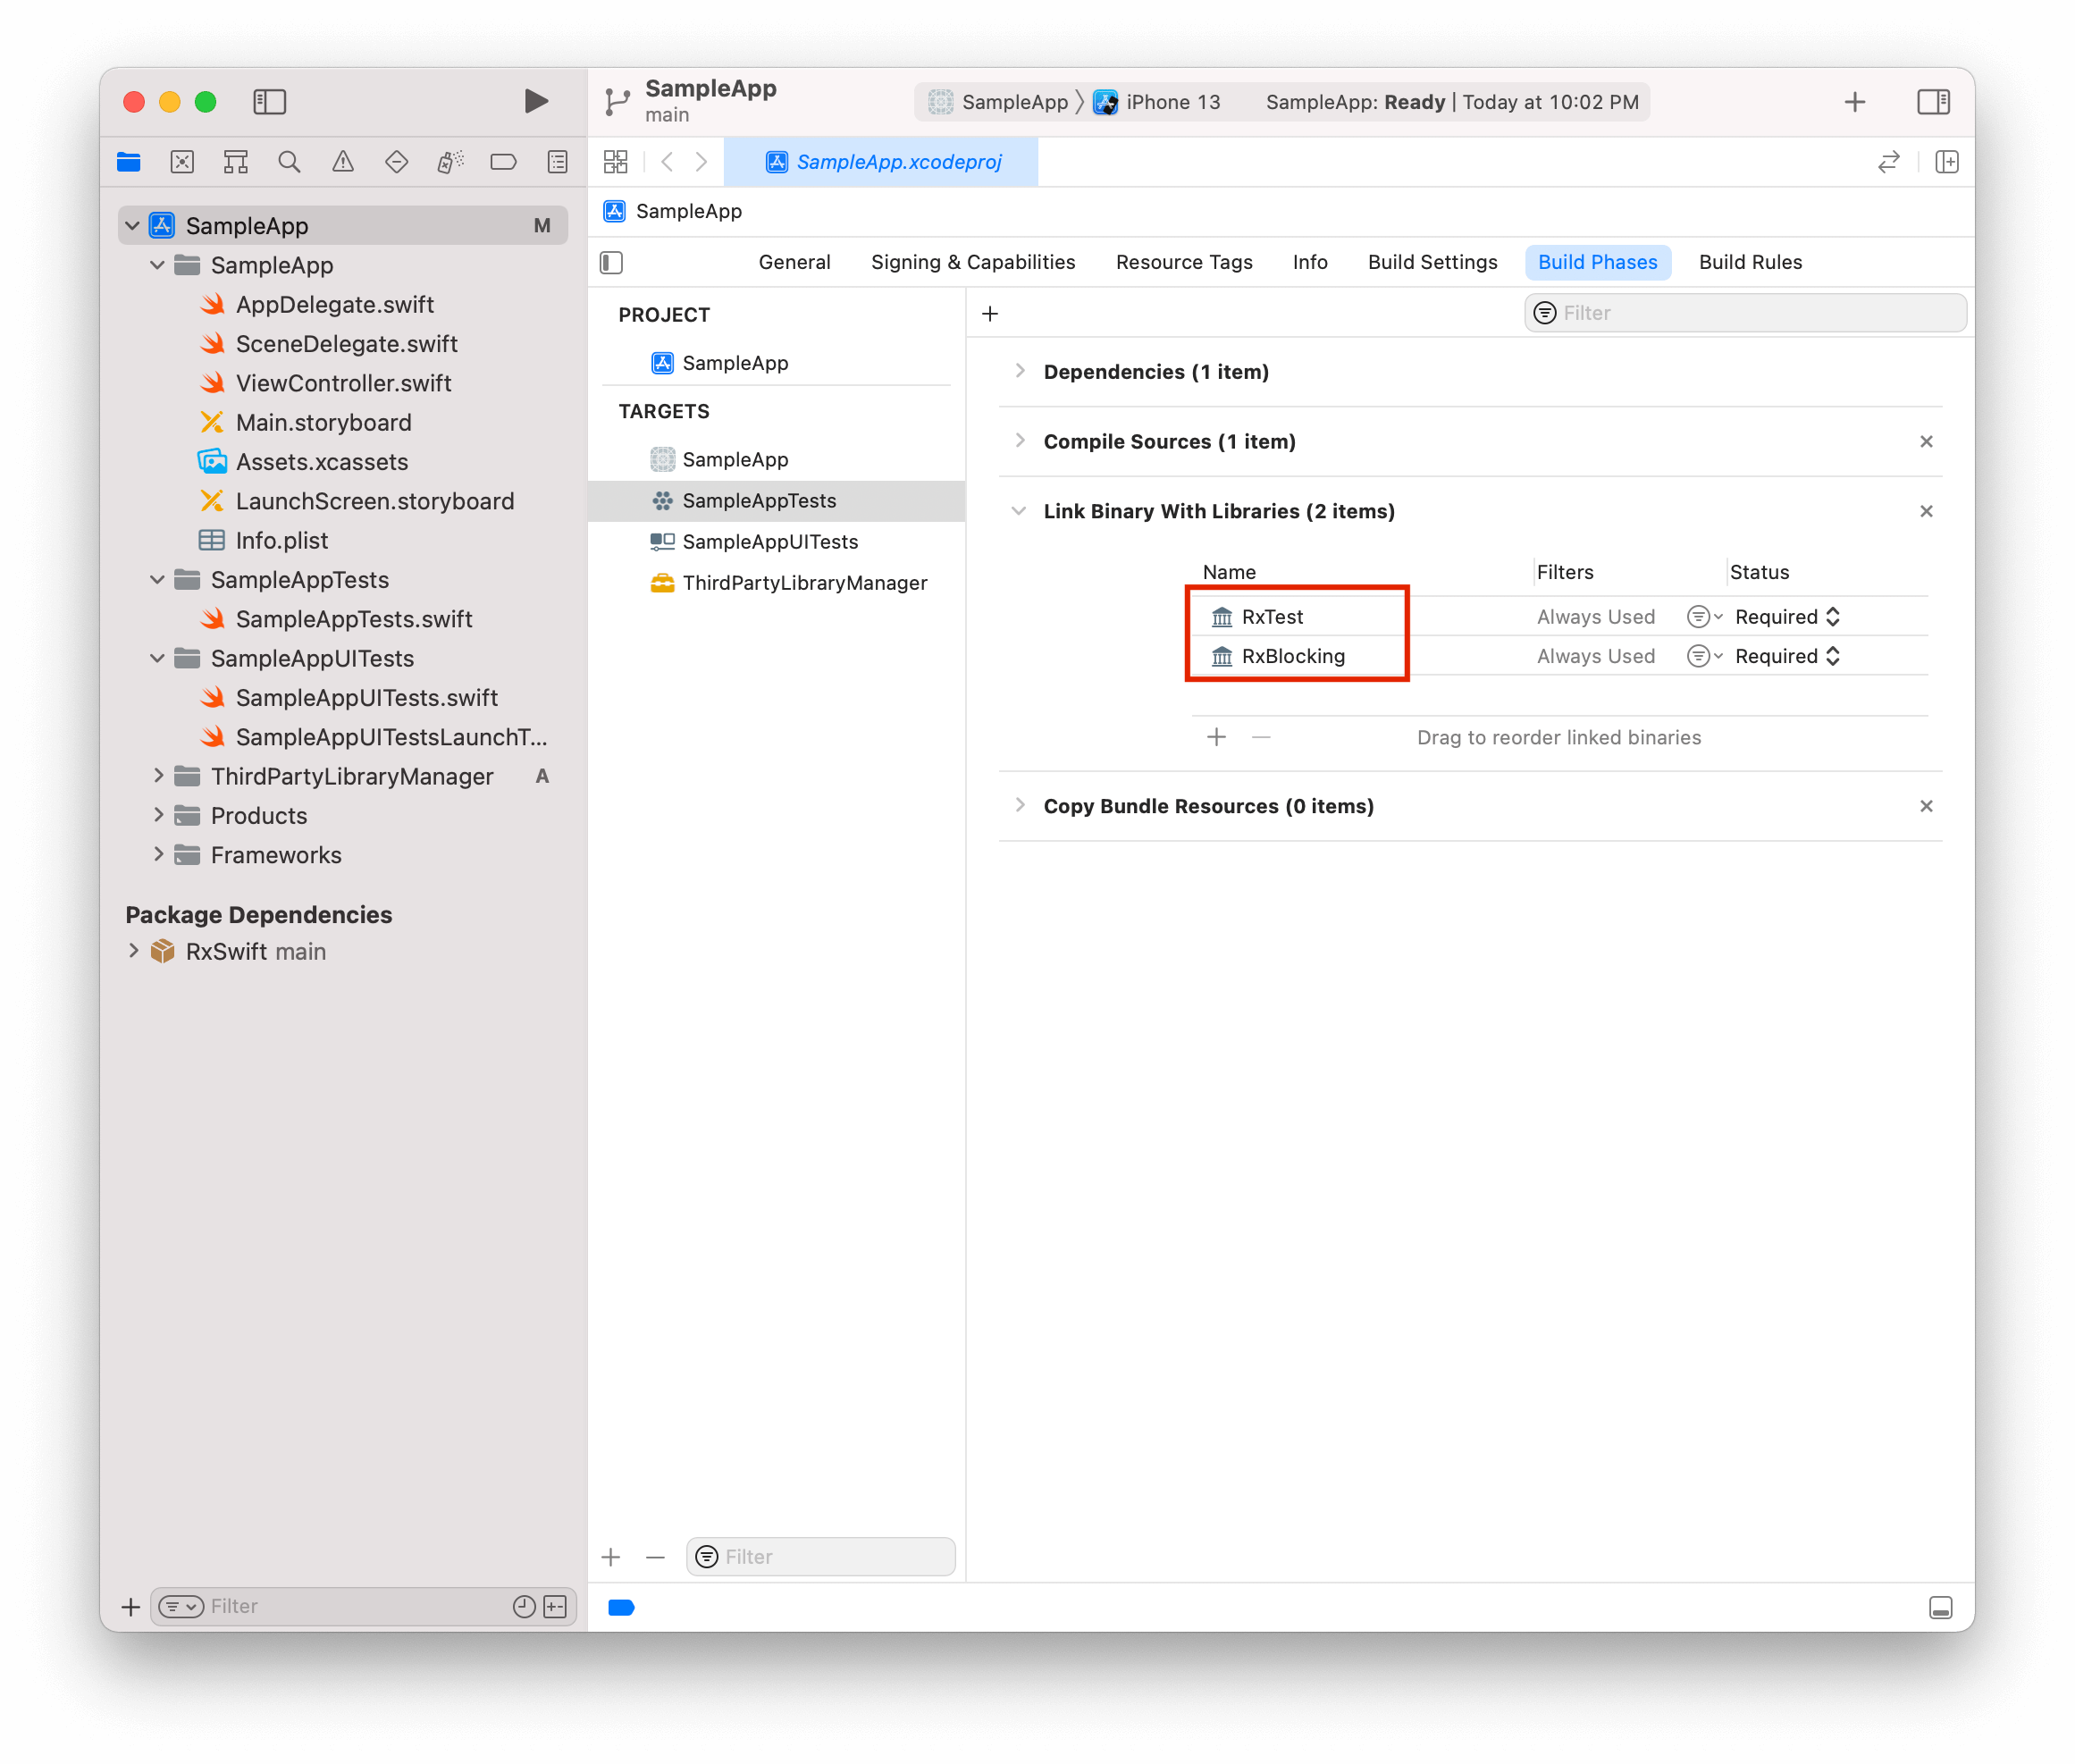 SampleApp
main
SampleApp 〉 iPhone 13 SampleApp: Ready | Today at 10:02 PM
SampleApp.xcodeproj
SampleApp M
SampleApp
AppDelegate.swift
SceneDelegate.swift
ViewController.swift
Main.storyboard
Assets.xcassets
LaunchScreen.storyboard
Info.plist
SampleAppTests
SampleAppTests.swift
SampleAppUITests
SampleAppUITests.swift
SampleAppUITestsLaunchT...
ThirdPartyLibraryManager A
Products
Frameworks
Package Dependencies
RxSwift main
Filter
SampleApp
General Signing & Capabilities Resource Tags Info Build Settings Build Phases Build Rules
PROJECT
SampleApp
TARGETS
SampleApp
SampleAppTests
SampleAppUITests
ThirdPartyLibraryManager
Filter
Filter
Dependencies (1 item)
Compile Sources (1 item)
Link Binary With Libraries (2 items)
Name Filters Status
RxTest Always Used Required
RxBlocking Always Used Required
Drag to reorder linked binaries
Copy Bundle Resources (0 items)